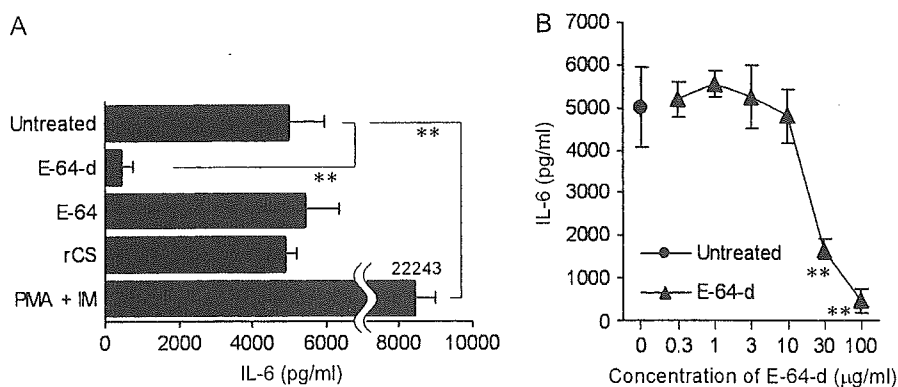 A
Untreated
E-64-d
E-64
rCS
PMA + IM
**
**
22243
0 2000 4000 6000 8000 10000
IL-6 (pg/ml)
B
7000
6000
5000
4000
3000
2000
1000
0
IL-6 (pg/ml)
Untreated
E-64-d
**
**
0 0.3 1 3 10 30 100
Concentration of E-64-d (μg/ml)